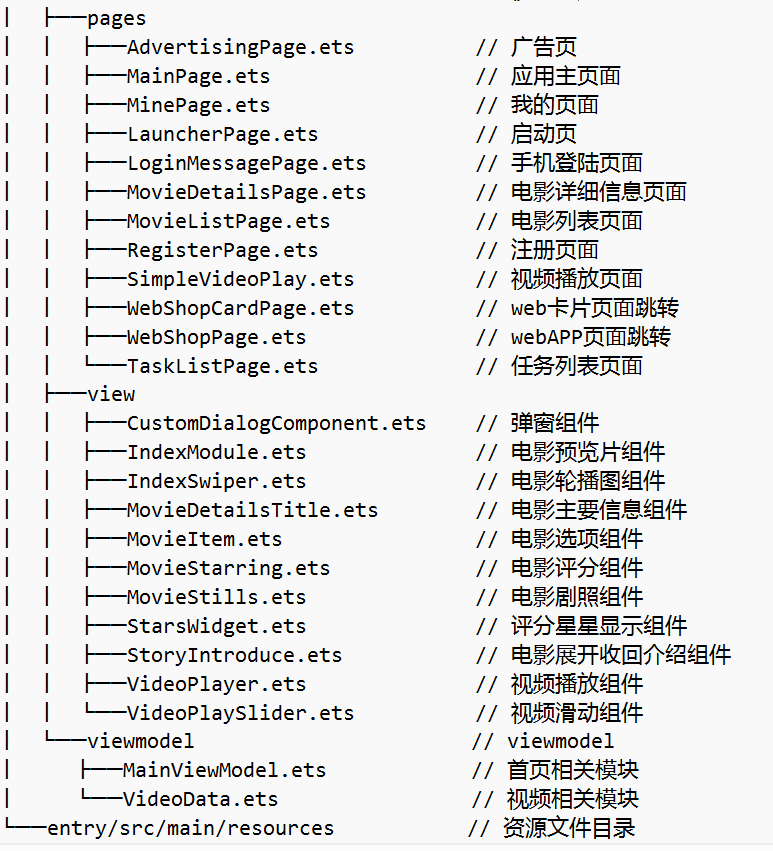 │   ├──pages
│   │   ├──AdvertisingPage.ets          // 广告页
│   │   ├──MainPage.ets                 // 应用主页面
│   │   ├──MinePage.ets                 // 我的页面
│   │   ├──LauncherPage.ets             // 启动页
│   │   ├──LoginMessagePage.ets         // 手机登陆页面
│   │   ├──MovieDetailsPage.ets         // 电影详细信息页面
│   │   ├──MovieListPage.ets            // 电影列表页面
│   │   ├──RegisterPage.ets             // 注册页面
│   │   ├──SimpleVideoPlay.ets          // 视频播放页面
│   │   ├──WebShopCardPage.ets          // web卡片页面跳转
│   │   ├──WebShopPage.ets              // webAPP页面跳转
│   │   └──TaskListPage.ets             // 任务列表页面
│   ├──view
│   │   ├──CustomDialogComponent.ets    // 弹窗组件
│   │   ├──IndexModule.ets              // 电影预览片组件
│   │   ├──IndexSwiper.ets              // 电影轮播图组件
│   │   ├──MovieDetailsTitle.ets        // 电影主要信息组件
│   │   ├──MovieItem.ets                // 电影选项组件
│   │   ├──MovieStarring.ets            // 电影评分组件
│   │   ├──MovieStills.ets              // 电影剧照组件
│   │   ├──StarsWidget.ets              // 评分星星显示组件
│   │   ├──StoryIntroduce.ets           // 电影展开收回介绍组件
│   │   ├──VideoPlayer.ets              // 视频播放组件
│   │   └──VideoPlaySlider.ets          // 视频滑动组件
│   └──viewmodel                       // viewmodel
│      ├──MainViewModel.ets            // 首页相关模块
│      └──VideoData.ets                // 视频相关模块
└──entry/src/main/resources           // 资源文件目录